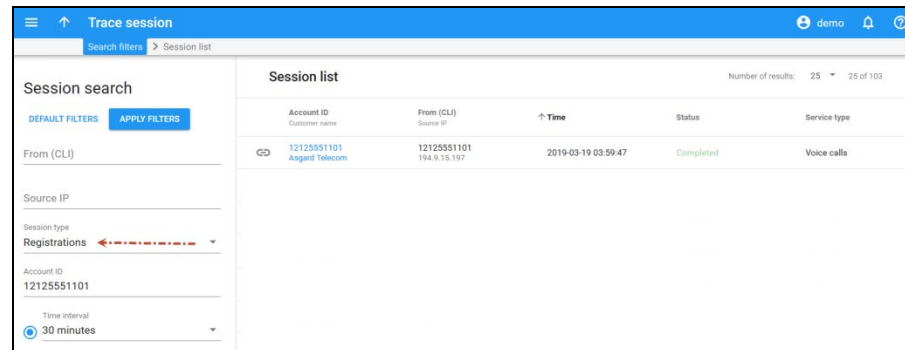 Trace session
demo
Search filters > Session list
Session search
DEFAULT FILTERS APPLY FILTERS
From (CLI)
Source IP
Session type
Registrations
Account ID
12125551101
Time interval
30 minutes
Session list
Number of results: 25 25 of 103
Account ID From (CLI) Time Status Service type
Customer name Source IP
12125551101 12125551101 2019-03-19 03:59:47 Completed Voice calls
Asgard Telecom 194.9.15.197